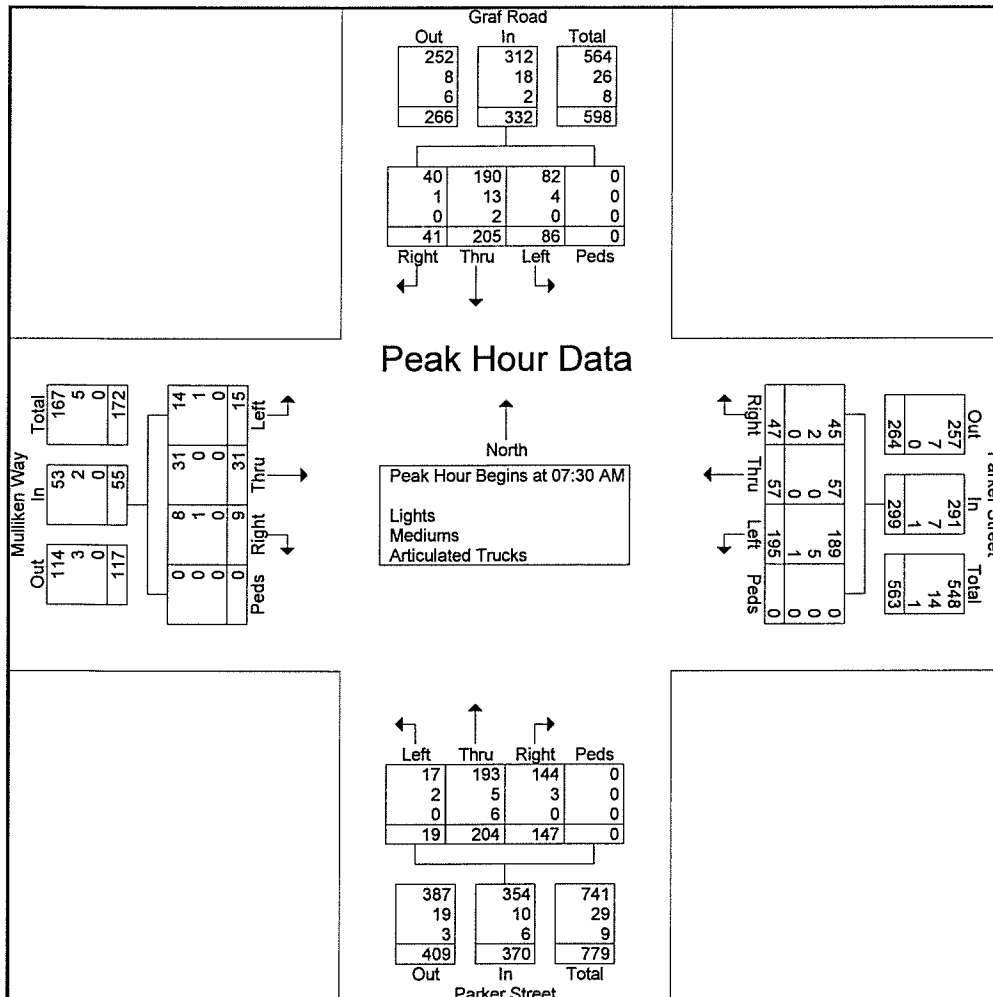 Graf Road
Out In Total
252 312 564
8 18 26
6 2 8
266 332 598
40 190 82 0
1 13 4 0
0 2 0 0
41 205 86 0
Right Thru Left Peds
Peak Hour Data
North
Peak Hour Begins at 07:30 AM
Lights
Mediums
Articulated Trucks
Mulliken Way
Out In Total
114 53 167
3 2 5
0 0 0
117 55 172
14 31 8 0
1 0 1 0
0 0 0 0
15 31 9 0
Left Thru Right Peds
Parker Street
Out In Total
257 291 548
7 7 14
0 1 1
264 299 563
45 57 189 0
2 0 5 0
0 0 1 0
47 57 195 0
Right Thru Left Peds
Left Thru Right Peds
17 193 144 0
2 5 3 0
0 6 0 0
19 204 147 0
387 354 741
19 10 29
3 6 9
409 370 779
Out In Total
Parker Street